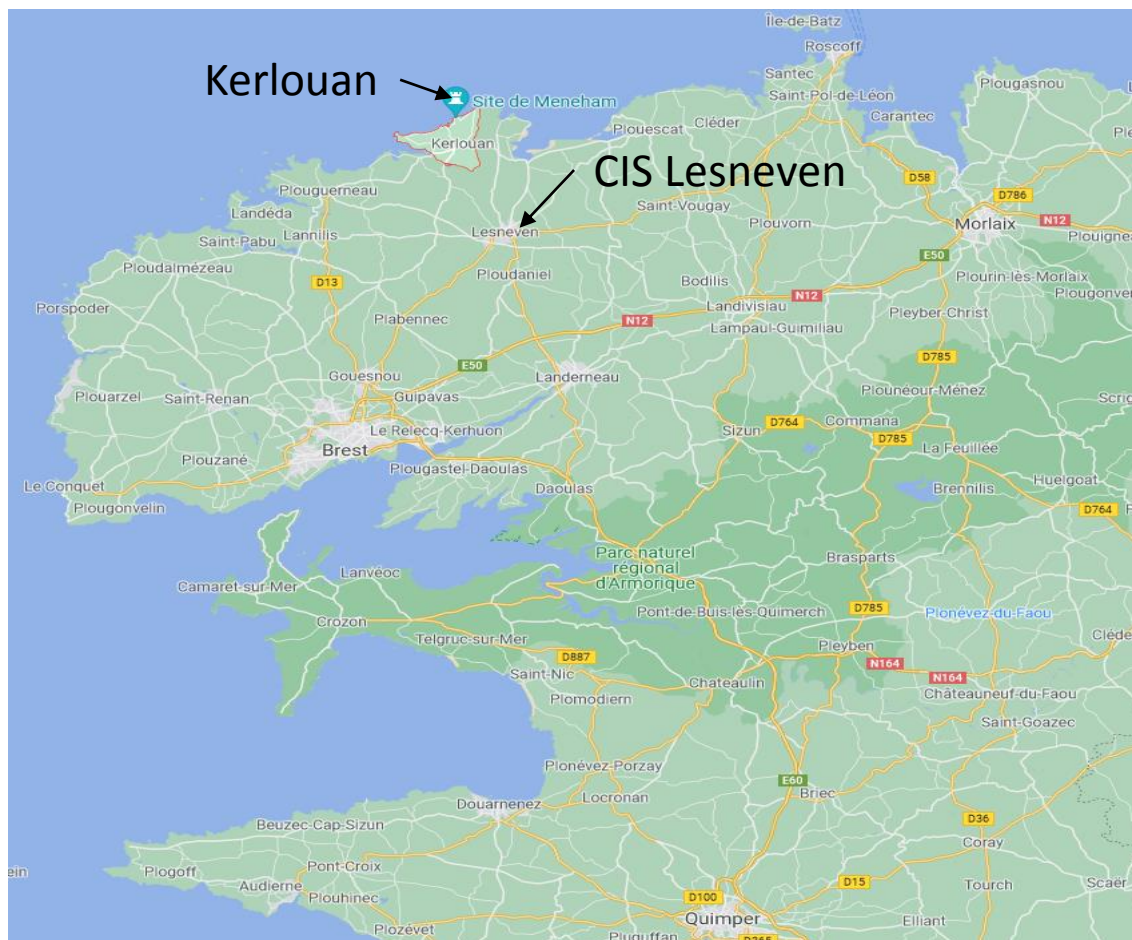 Île-de-Batz
Roscoff
Kerlouan
Santec
Plougasnou
Site de Meneham
Saint-Pol-de-Léon
Cléder
Carantec
Plouescat
Kerlouan
CIS Lesneven
D58
D786
Plouguerneau
Saint-Vougay
Landéda
Plouvorn
Morlaix
N12
Lesneven
Lannilis
Saint-Pabu
Plouigne
E50
Ploudaniel
Ploudalmézeau
Bodilis
Plourin-lès-Morlaix
D13
Plougonver
N12
Landivisiau
Porspoder
Pleyber-Christ
Plabennec
N12
Lampaul-Guimiliau
D785
E50
Gouesnou
Landerneau
Plounéour-Ménez
Plouarzel
Saint-Renan
Guipavas
Scrig
D764
Commana
Le Relecq-Kerhuon
Sizun
D785
La Feuillée
Brest
Plouzané
Plougastel-Daoulas
Huelgoat
Le Conquet
Daoulas
Brennilis
Plougonvelin
D764
Parc naturel
régional
d'Armorique
Brasparts
Lanvéoc
Camaret-sur-Mer
D785
Pont-de-Buis-lès-Quimerch
Plonévez-du-Faou
Crozon
Telgruc-sur-Mer
Pleyben
Cléde
D887
N164
N164
Saint-Nic
Chateaulin
Châteauneuf-du-Faou
Plomodiern
Saint-Goazec
Plonévez-Porzay
E60
Briec
Locronan
Douarnenez
D36
Beuzec-Cap-Sizun
Coray
Pont-Croix
ein
Plogoff
D15
Tourch
Scaër
Audierne
D100
Plouhinec
Quimper
Elliant
Plozévet
Pluguffan
D365